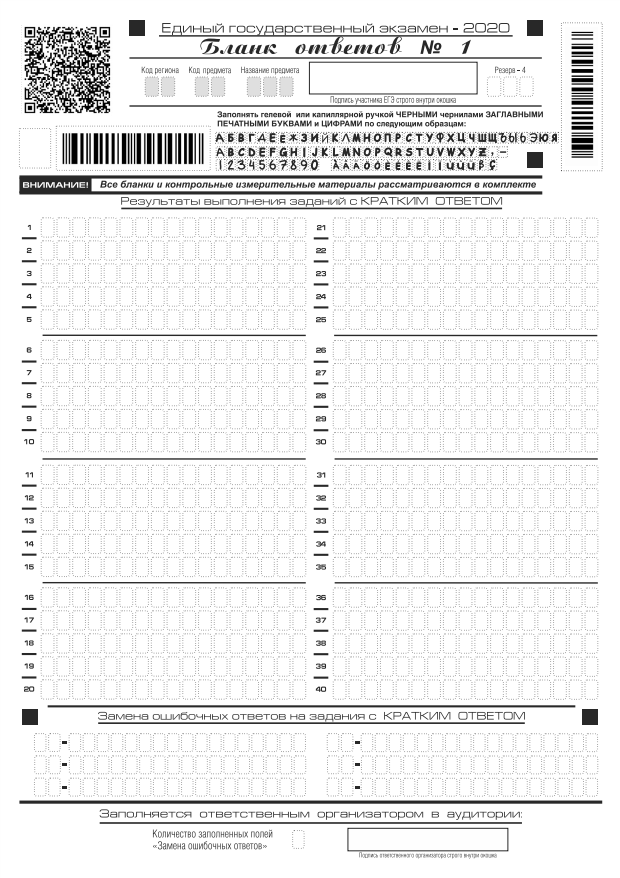 Единый государственный экзамен - 2020
Бланк ответов № 1
Код региона Код предмета Название предмета Резерв - 4
Подпись участника ЕГЭ строго внутри окошка
Заполнять гелевой или капиллярной ручкой ЧЕРНЫМИ чернилами ЗАГЛАВНЫМИ
ПЕЧАТНЫМИ БУКВАМИ и ЦИФРАМИ по следующим образцам:
АБВГДЕЁЖЗИЙКЛМНОПРСТУФХЦЧШЩЪЫЬЭЮЯ
ABCDEFGHIJKLMNOPQRSTUVWXYZ,-
1234567890
ВНИМАНИЕ! Все бланки и контрольные измерительные материалы рассматриваются в комплекте
Результаты выполнения заданий с КРАТКИМ ОТВЕТОМ
1 21
2 22
3 23
4 24
5 25
6 26
7 27
8 28
9 29
10 30
11 31
12 32
13 33
14 34
15 35
16 36
17 37
18 38
19 39
20 40
Замена ошибочных ответов на задания с КРАТКИМ ОТВЕТОМ
- -
- -
- -
Заполняется ответственным организатором в аудитории:
Количество заполненных полей
«Замена ошибочных ответов»
Подпись ответственного организатора строго внутри окошка